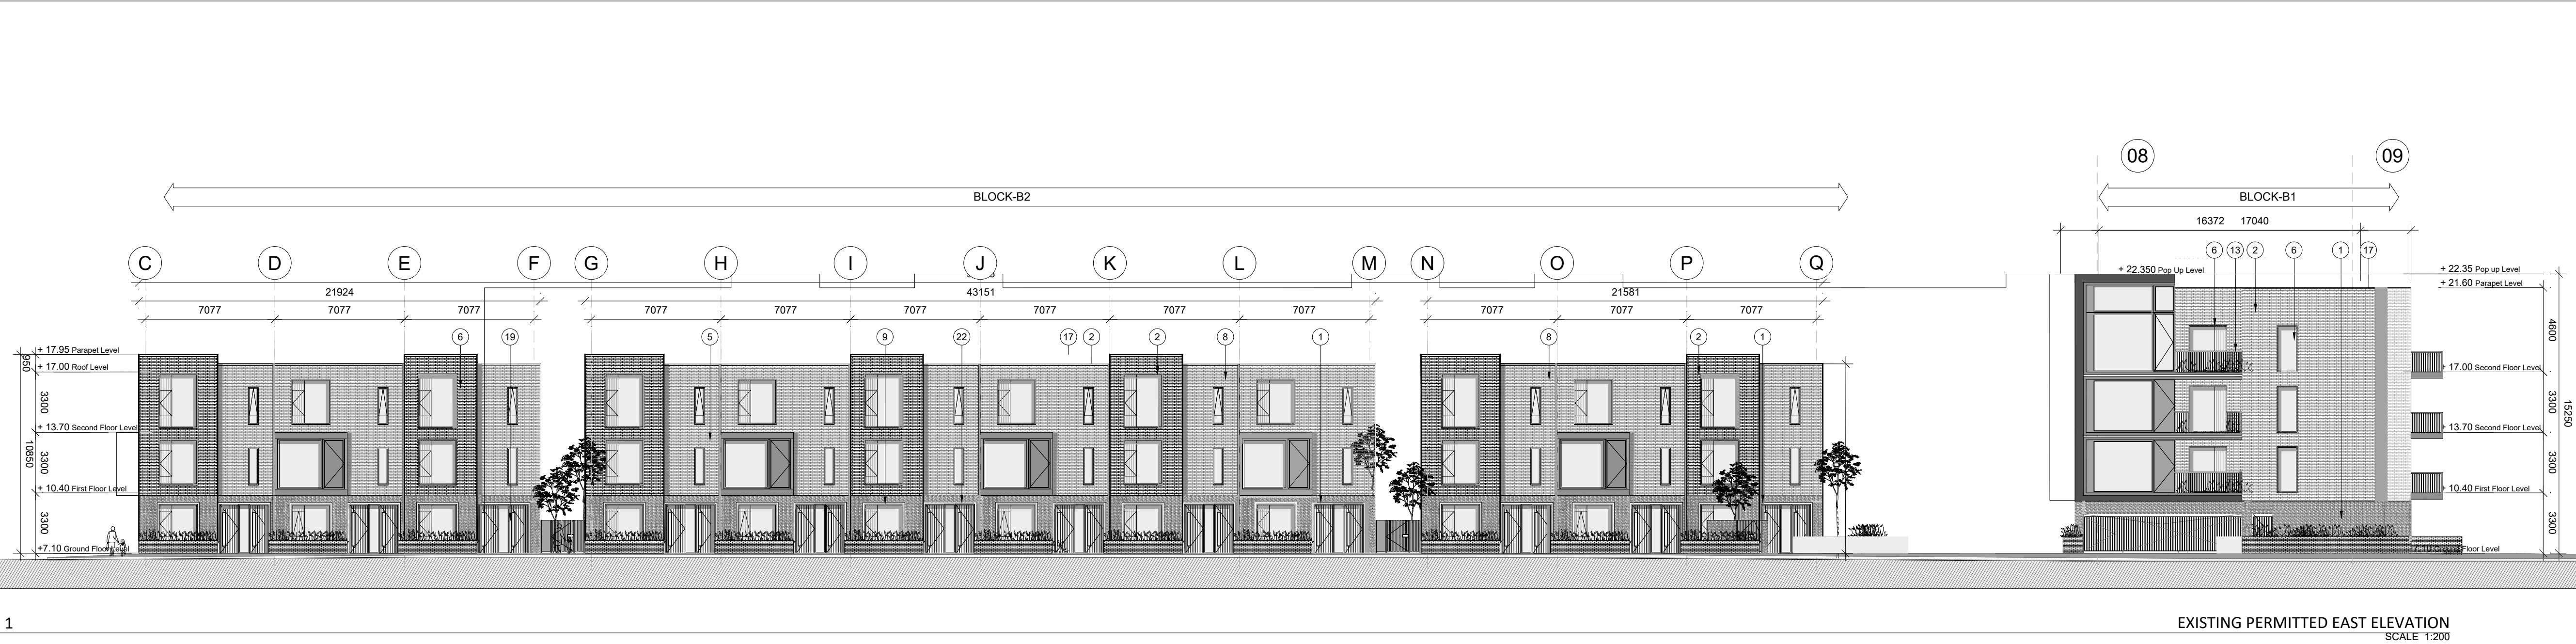 08 09
BLOCK-B2 BLOCK-B1
16372 17040
C D E F G H I J K L M N O P Q
6 13 2 6 1 17
+ 22.350 Pop Up Level
+ 22.35 Pop up Level
+ 21.60 Parapet Level
21924 43151 21581
7077 7077 7077 7077 7077 7077 7077 7077 7077 7077 7077 7077
6 19 5 9 22 17 2 2 8 1 8 2 1
+ 17.95 Parapet Level
950
+ 17.00 Roof Level
3300
+ 13.70 Second Floor Level
10850
3300
+ 10.40 First Floor Level
3300
+7.10 Ground Floor Level
4600
+ 17.00 Second Floor Level
3300
15250
+ 13.70 Second Floor Level
3300
+ 10.40 First Floor Level
3300
7.10 Ground Floor Level
1
EXISTING PERMITTED EAST ELEVATION
SCALE 1:200